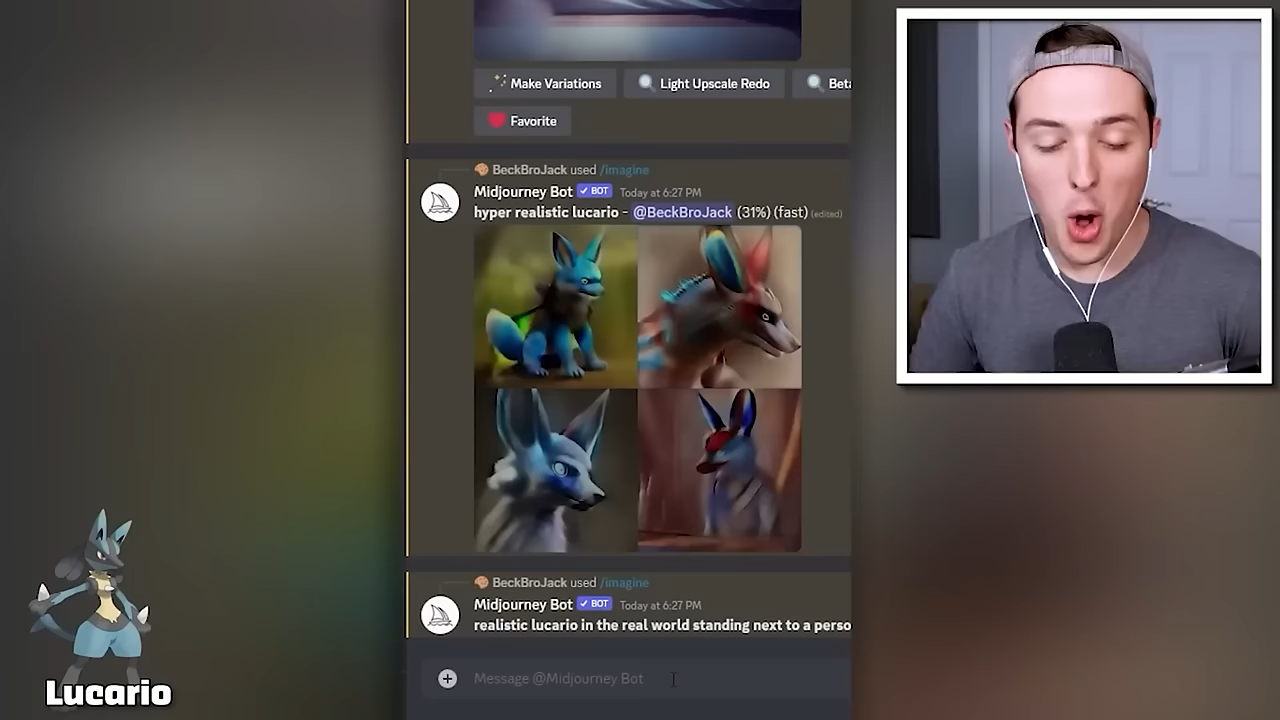 Make Variations
Light Upscale Redo
Beta
Favorite
BeckBroJack used /imagine
Midjourney Bot ✓ BOT Today at 6:27 PM
hyper realistic lucario - @BeckBroJack (31%) (fast) (edited)
BeckBroJack used /imagine
Midjourney Bot ✓ BOT Today at 6:27 PM
realistic lucario in the real world standing next to a perso
Message @Midjourney Bot
Lucario